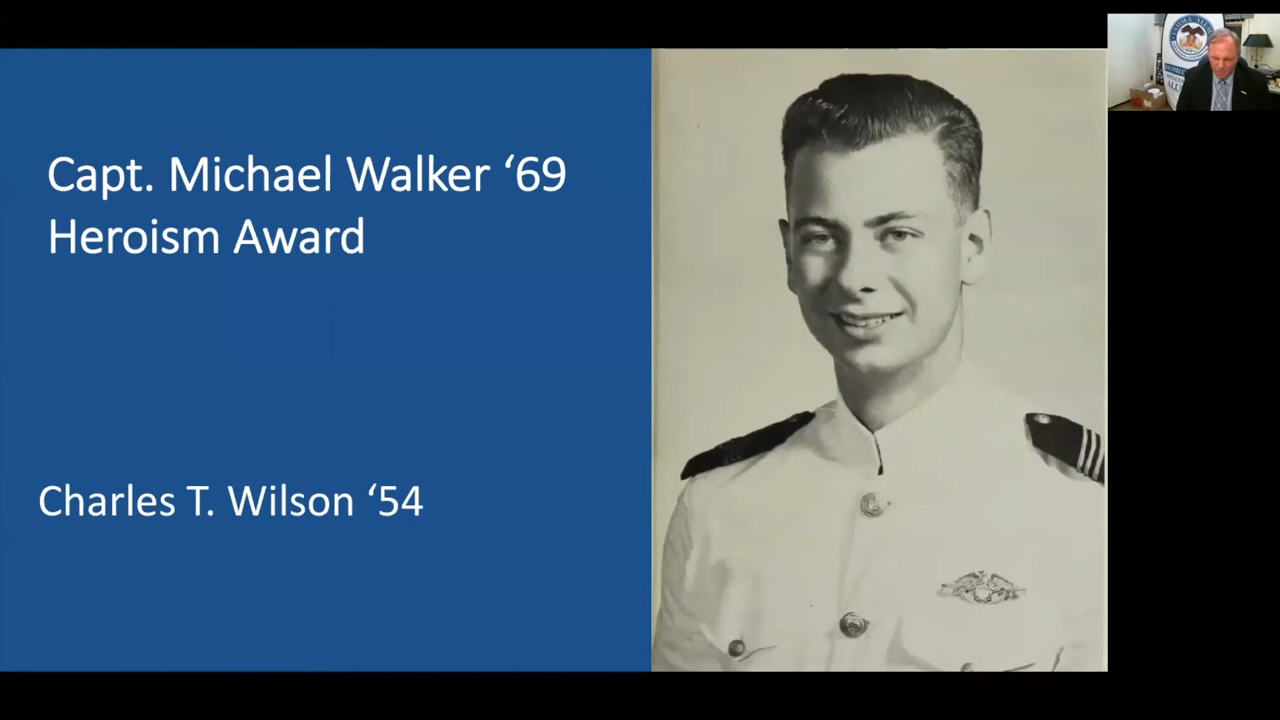 Capt. Michael Walker ‘69
Heroism Award
Charles T. Wilson ‘54